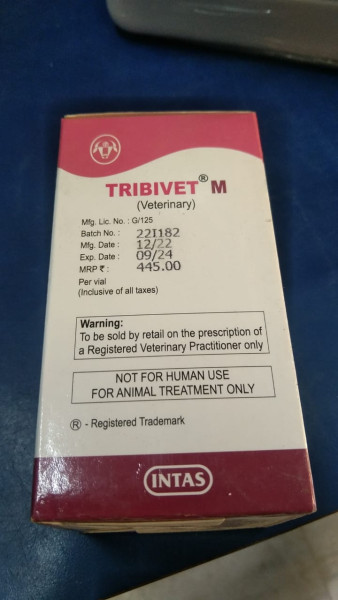 TRIBIVET® M
(Veterinary)
Mfg. Lic. No. : G/125
Batch No. : 22I182
Mfg. Date : 12/22
Exp. Date : 09/24
MRP ₹ : 445.00
Per vial
(Inclusive of all taxes)
Warning:
To be sold by retail on the prescription of
a Registered Veterinary Practitioner only
NOT FOR HUMAN USE
FOR ANIMAL TREATMENT ONLY
® - Registered Trademark
INTAS